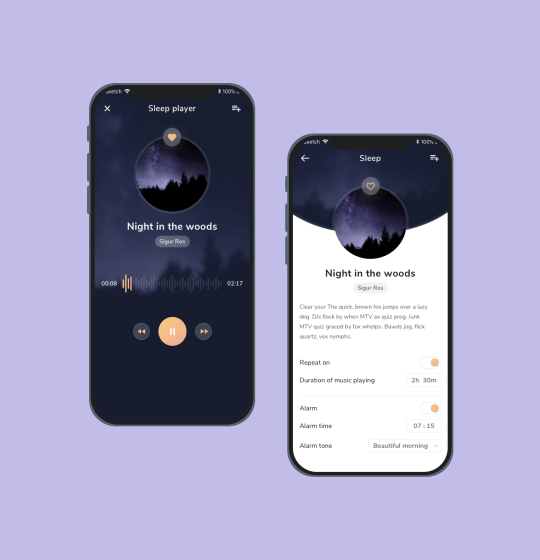 100%
Sleep player
Night in the woods
Sigur Ros
00:08
02:17
100%
Sleep
Night in the woods
Sigur Ros
Clear your The quick, brown fox jumps over a lazy
dog. DJs flock by when MTV ax quiz prog. Junk
MTV quiz graced by fox whelps. Bawds jog, flick
quartz, vex nymphs.
Repeat on
Duration of music playing 2h 30m
Alarm
Alarm time 07 : 15
Alarm tone Beautiful morning